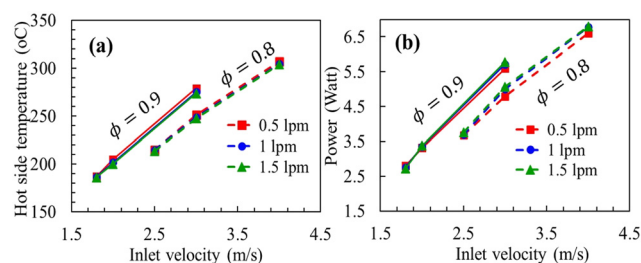 (a)
Hot side temperature (oC)
350
300
250
200
150
ϕ = 0.9
ϕ = 0.8
0.5 lpm
1 lpm
1.5 lpm
1.5 2.5 3.5 4.5
Inlet velocity (m/s)
(b)
Power (Watt)
6.5
5.5
4.5
3.5
2.5
1.5
ϕ = 0.9
ϕ = 0.8
0.5 lpm
1 lpm
1.5 lpm
1.5 2.5 3.5 4.5
Inlet velocity (m/s)